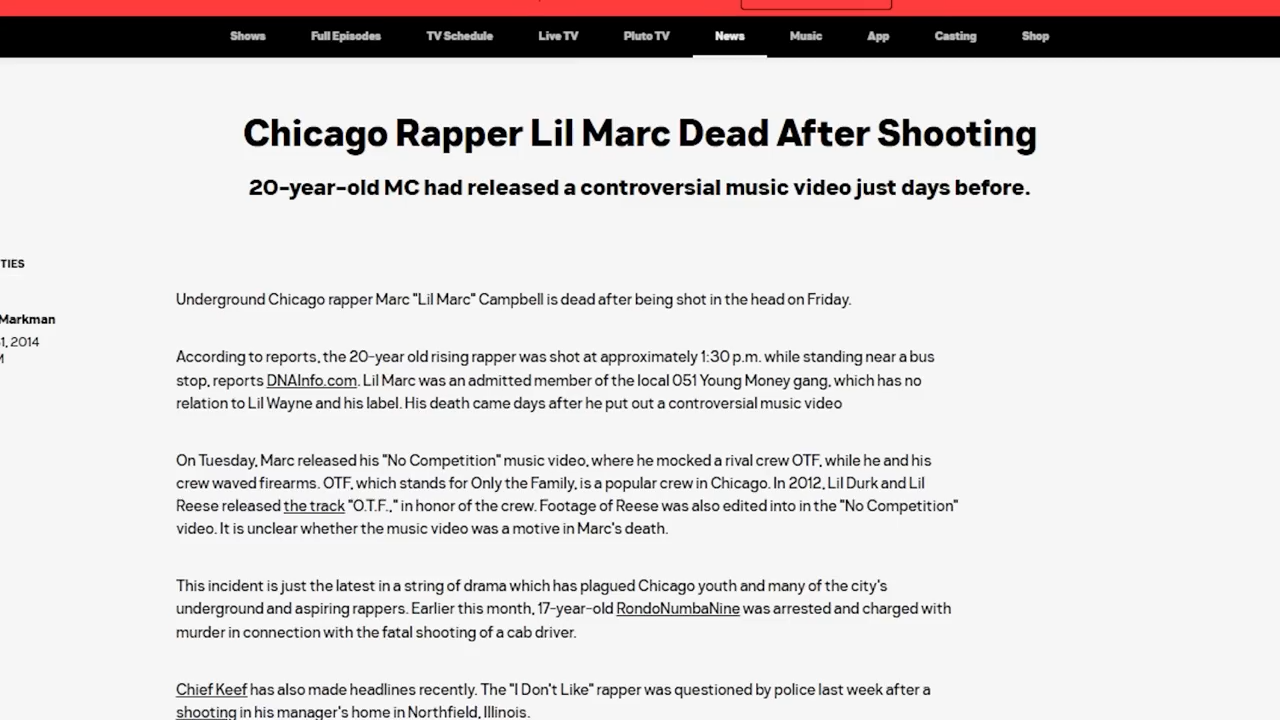 Shows Full Episodes TV Schedule Live TV Pluto TV News Music App Casting Shop
Chicago Rapper Lil Marc Dead After Shooting
20-year-old MC had released a controversial music video just days before.
TIES
Markman
1, 2014
M
Underground Chicago rapper Marc "Lil Marc" Campbell is dead after being shot in the head on Friday.
According to reports, the 20-year old rising rapper was shot at approximately 1:30 p.m. while standing near a bus
stop, reports DNAInfo.com. Lil Marc was an admitted member of the local 051 Young Money gang, which has no
relation to Lil Wayne and his label. His death came days after he put out a controversial music video
On Tuesday, Marc released his "No Competition" music video, where he mocked a rival crew OTF, while he and his
crew waved firearms. OTF, which stands for Only the Family, is a popular crew in Chicago. In 2012, Lil Durk and Lil
Reese released the track "O.T.F.," in honor of the crew. Footage of Reese was also edited into in the "No Competition"
video. It is unclear whether the music video was a motive in Marc's death.
This incident is just the latest in a string of drama which has plagued Chicago youth and many of the city's
underground and aspiring rappers. Earlier this month, 17-year-old RondoNumbaNine was arrested and charged with
murder in connection with the fatal shooting of a cab driver.
Chief Keef has also made headlines recently. The "I Don't Like" rapper was questioned by police last week after a
shooting in his manager's home in Northfield, Illinois.